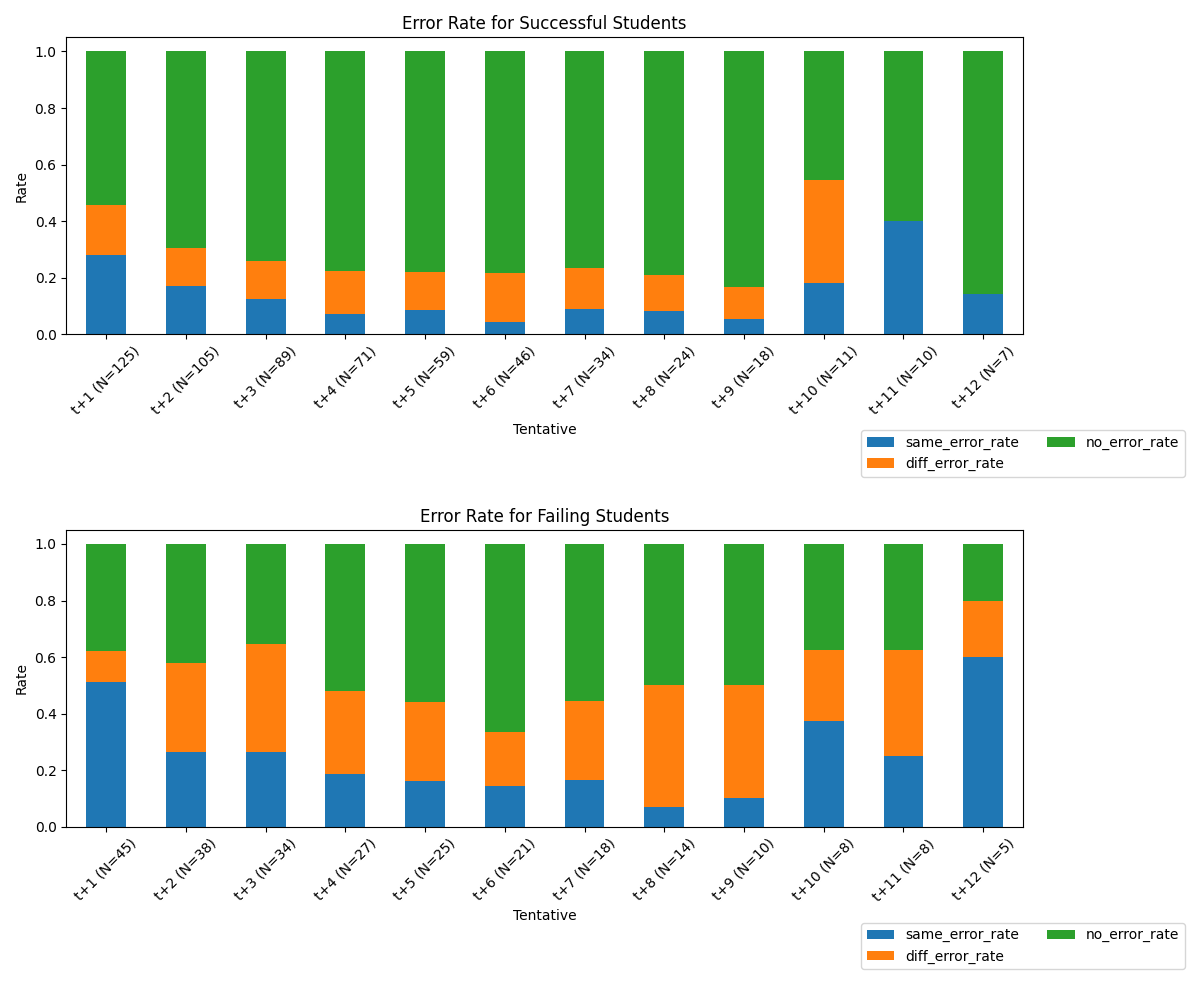 Error Rate for Successful Students
1.0
0.8
0.6
0.4
0.2
0.0
Rate
t+1 (N=125)
t+2 (N=105)
t+3 (N=89)
t+4 (N=71)
t+5 (N=59)
t+6 (N=46)
t+7 (N=34)
t+8 (N=24)
t+9 (N=18)
t+10 (N=11)
t+11 (N=10)
t+12 (N=7)
Tentative
same_error_rate
diff_error_rate
no_error_rate
Error Rate for Failing Students
1.0
0.8
0.6
0.4
0.2
0.0
Rate
t+1 (N=45)
t+2 (N=38)
t+3 (N=34)
t+4 (N=27)
t+5 (N=25)
t+6 (N=21)
t+7 (N=18)
t+8 (N=14)
t+9 (N=10)
t+10 (N=8)
t+11 (N=8)
t+12 (N=5)
Tentative
same_error_rate
diff_error_rate
no_error_rate